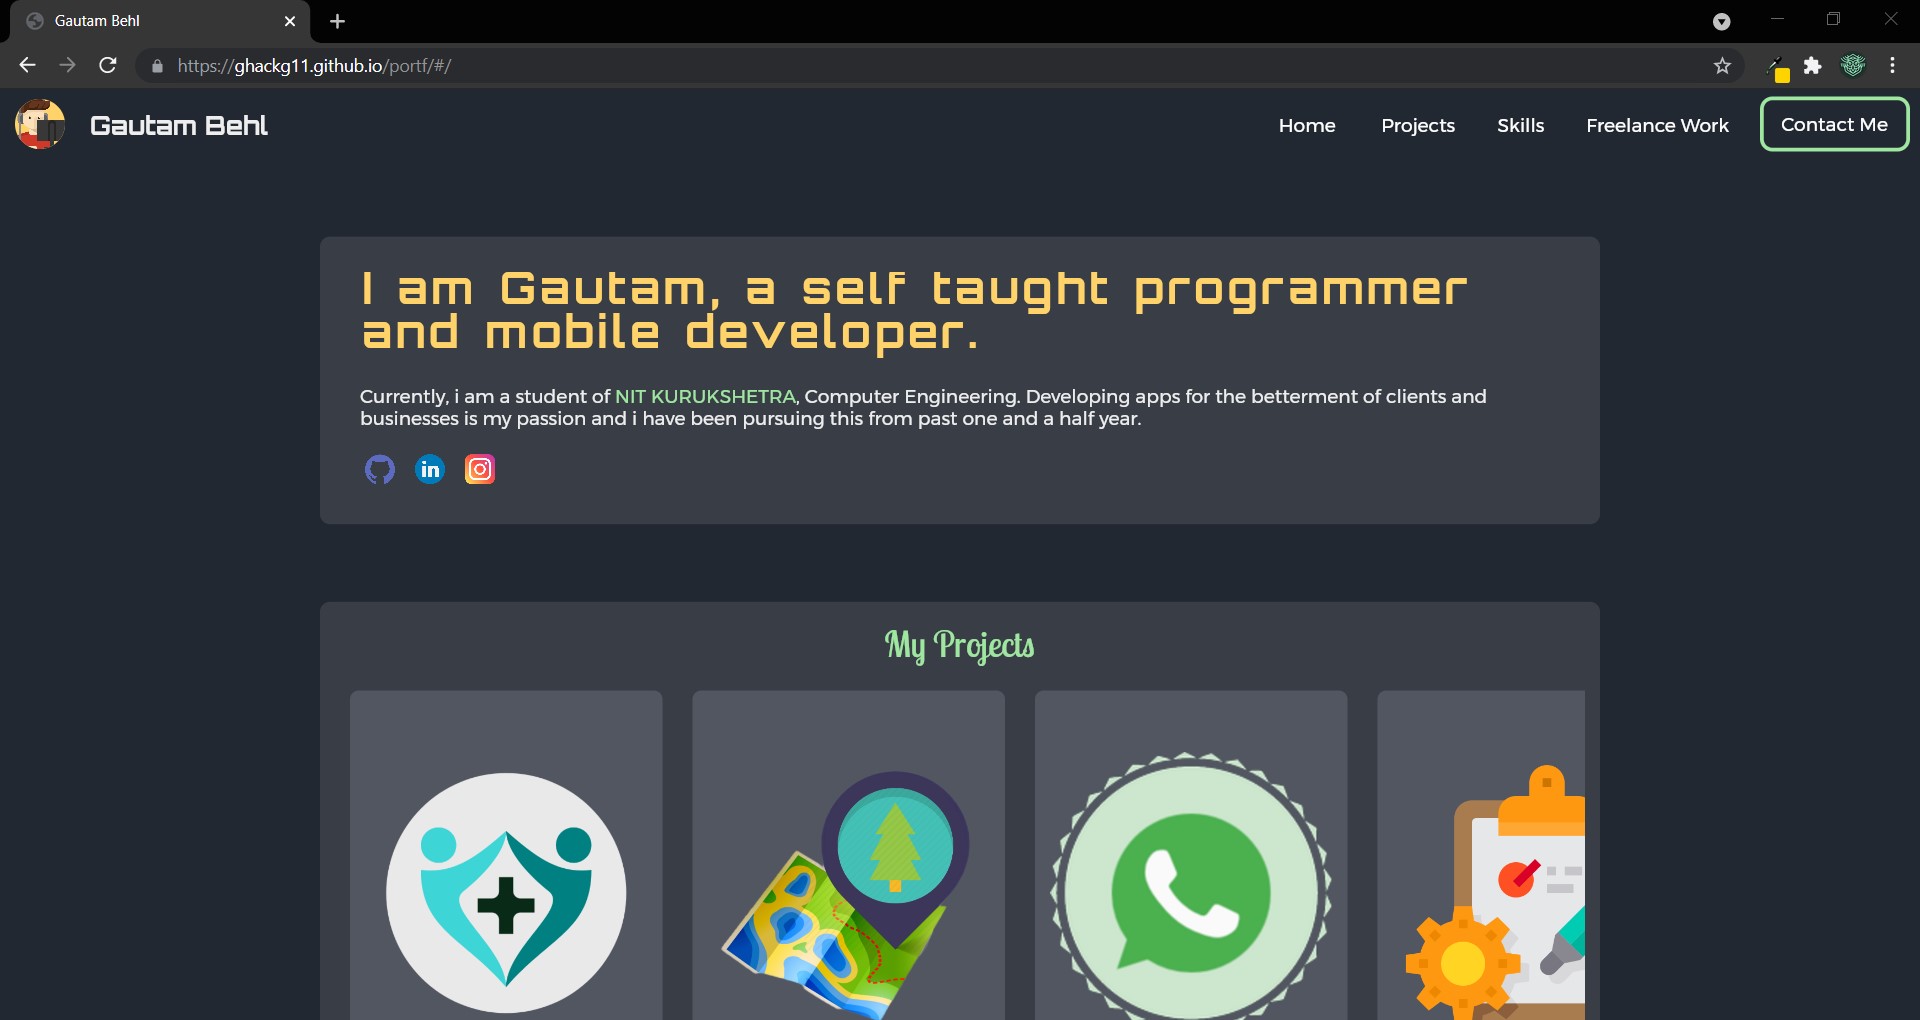 Gautam Behl
https://ghackg11.github.io/portf/#/
Gautam Behl
Home
Projects
Skills
Freelance Work
Contact Me
I am Gautam, a self taught programmer
and mobile developer.
Currently, i am a student of NIT KURUKSHETRA, Computer Engineering. Developing apps for the betterment of clients and
businesses is my passion and i have been pursuing this from past one and a half year.
in
My Projects